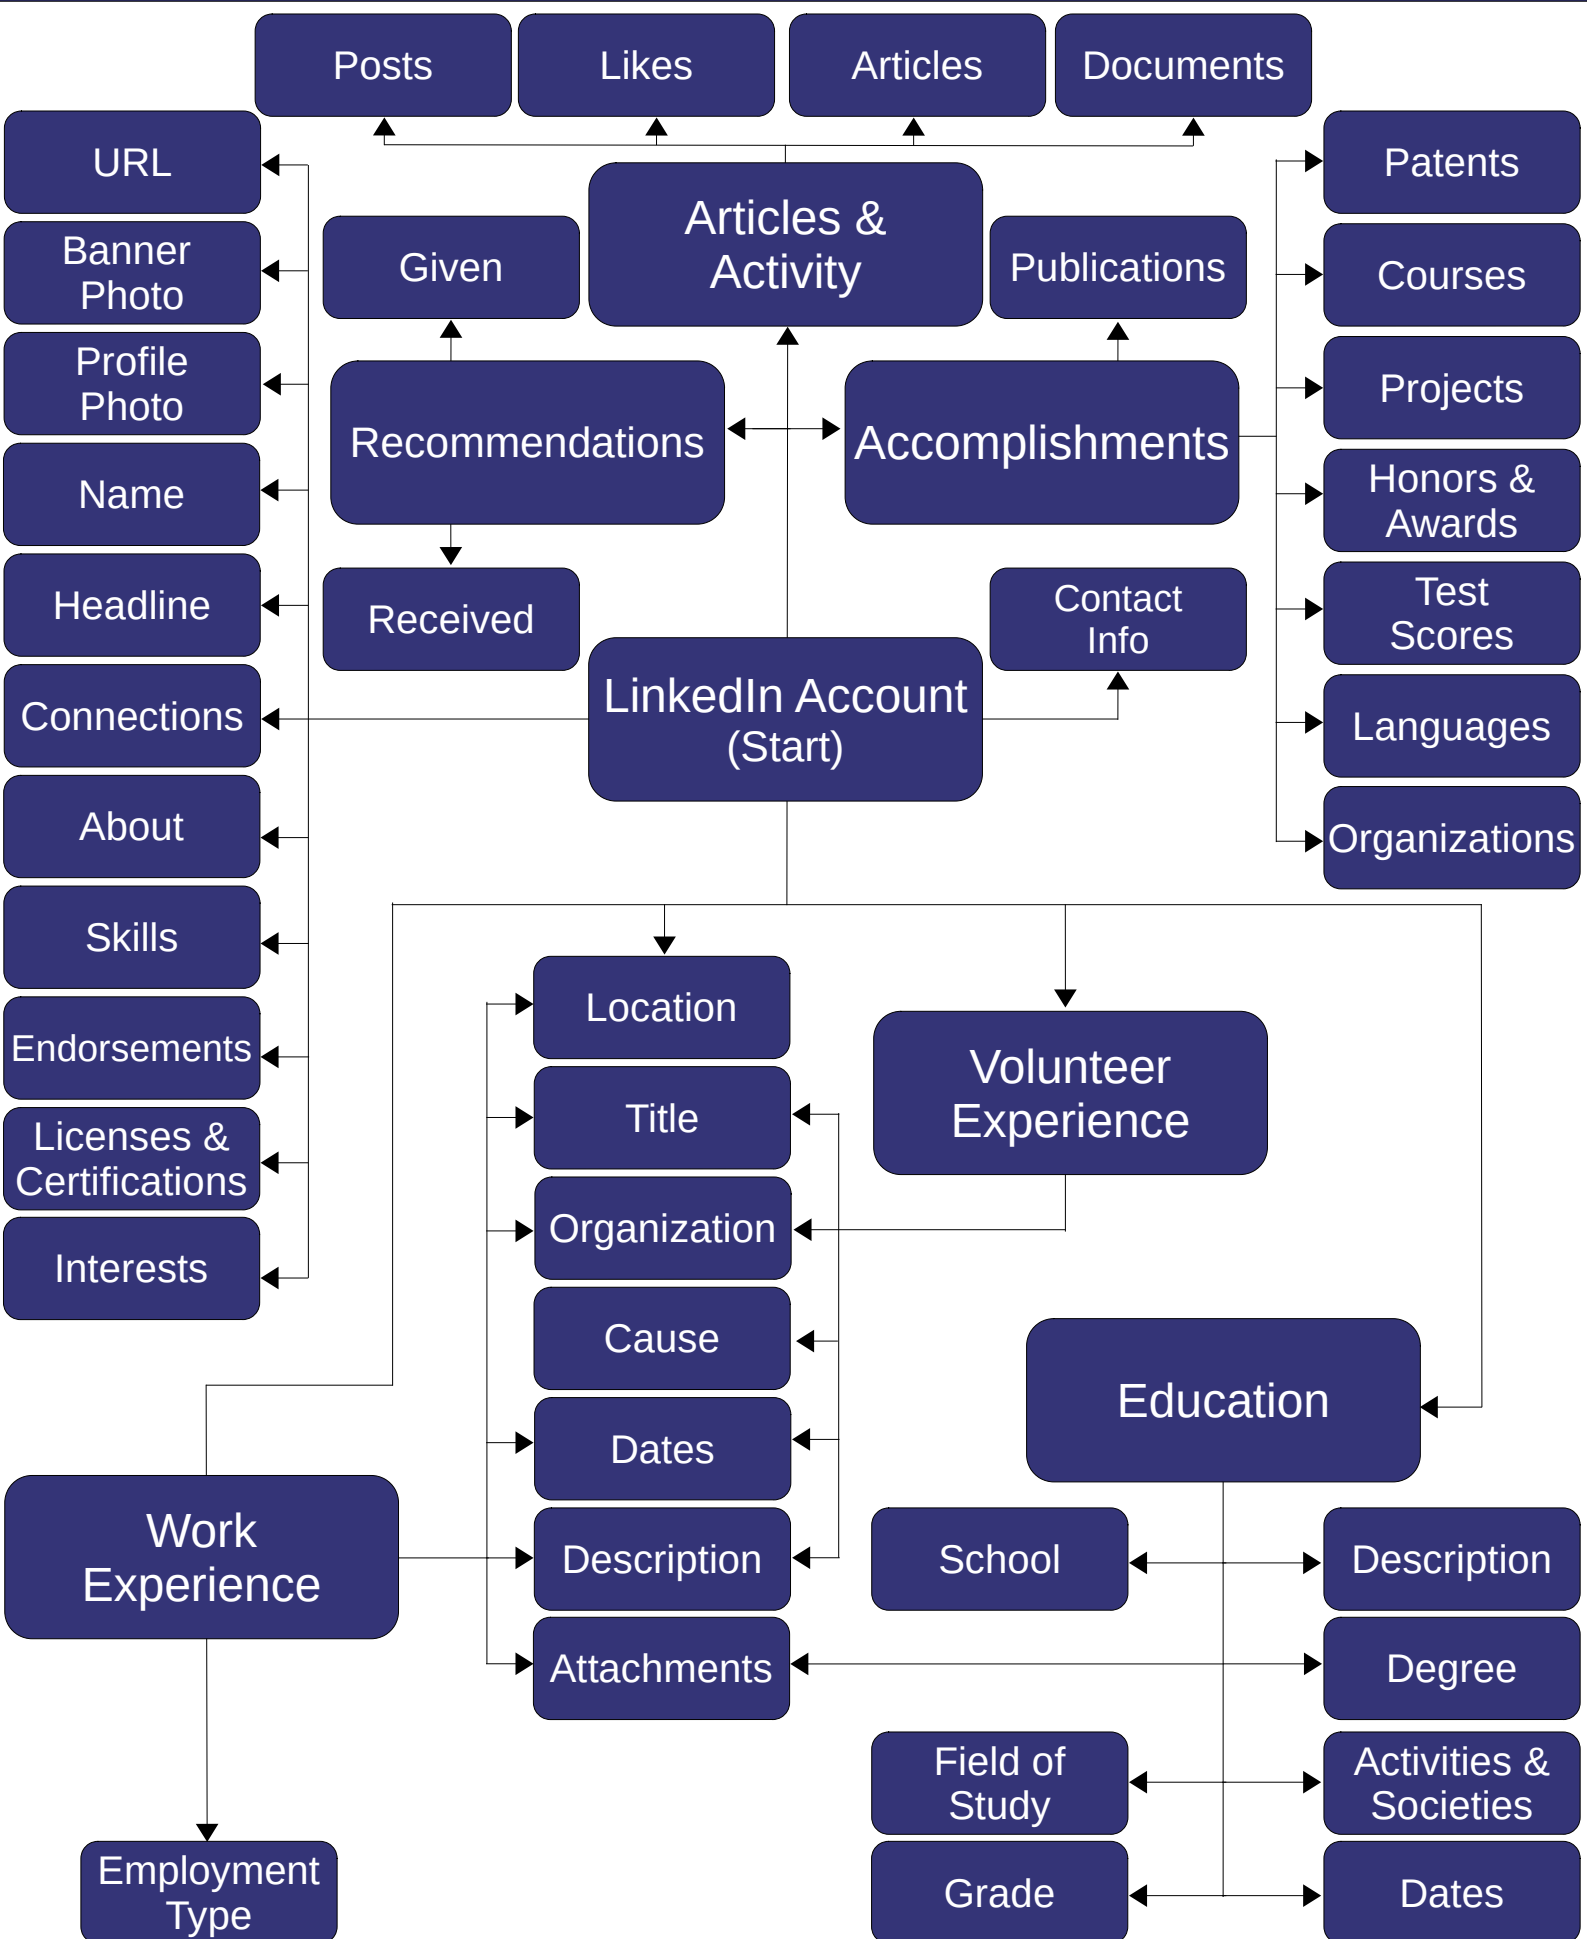 Posts
Likes
Articles
Documents
URL
Banner
Photo
Profile
Photo
Name
Headline
Connections
About
Skills
Endorsements
Licenses &
Certifications
Interests
Articles &
Activity
Given
Recommendations
Received
Publications
Accomplishments
Contact
Info
LinkedIn Account
(Start)
Patents
Courses
Projects
Honors &
Awards
Test
Scores
Languages
Organizations
Location
Title
Organization
Cause
Dates
Description
Attachments
Volunteer
Experience
Work
Experience
Employment
Type
Education
School
Description
Degree
Field of
Study
Activities &
Societies
Grade
Dates